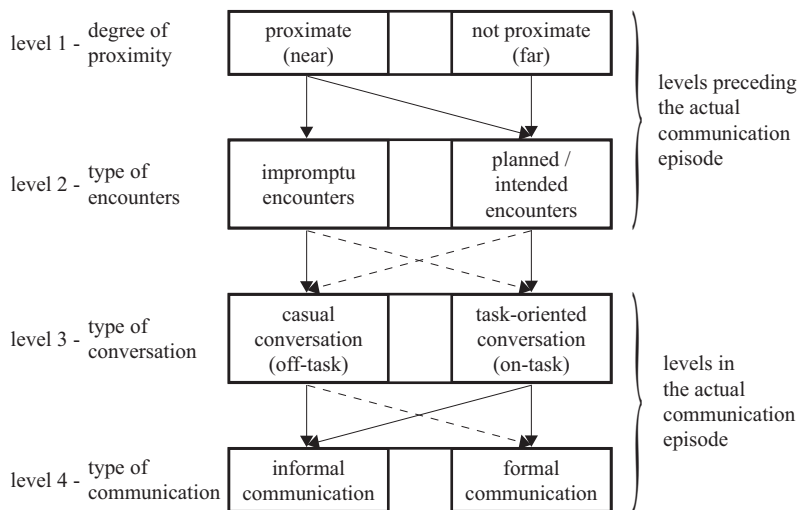 level 1 - degree of proximity
proximate
(near)
not proximate
(far)
levels preceding
the actual
communication
episode
level 2 - type of encounters
impromptu
encounters
planned /
intended
encounters
level 3 - type of conversation
casual
conversation
(off-task)
task-oriented
conversation
(on-task)
levels in
the actual
communication
episode
level 4 - type of communication
informal
communication
formal
communication